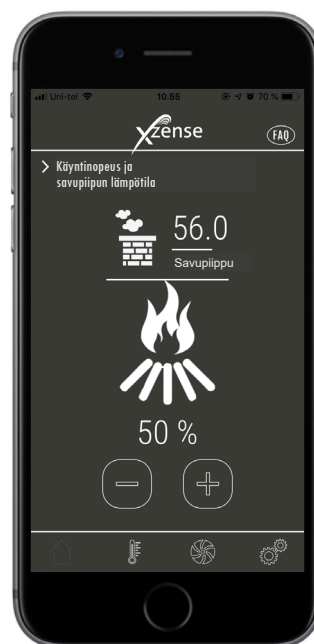 Uni-tel
10.55
70 %
xzense
FAQ
Käyntinopeus ja
savupiipun lämpötila
56.0
Savupiippu
50 %